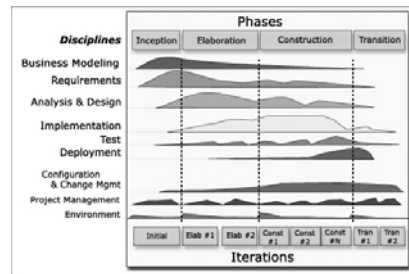 Phases
Disciplines
Inception
Elaboration
Construction
Transition
Business Modeling
Requirements
Analysis & Design
Implementation
Test
Deployment
Configuration
& Change Mgmt
Project Management
Environment
Initial
Elab #1
Elab #2
Const
#1
Const
#2
Const
#N
Tran
#1
Tran
#2
Iterations